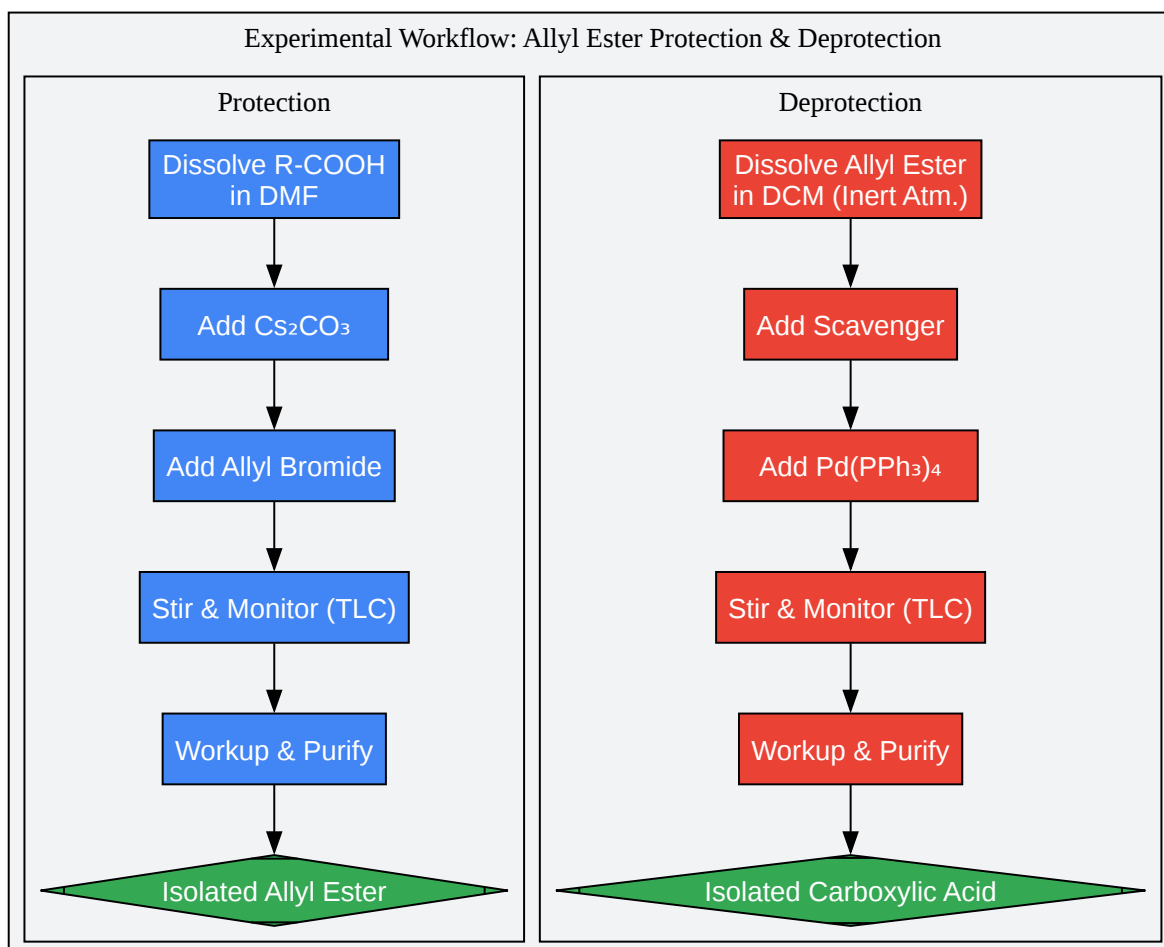 Experimental Workflow: Allyl Ester Protection & Deprotection
Protection
Dissolve R-COOH
in DMF
Add Cs₂CO₃
Add Allyl Bromide
Stir & Monitor (TLC)
Workup & Purify
Isolated Allyl Ester
Deprotection
Dissolve Allyl Ester
in DCM (Inert Atm.)
Add Scavenger
Add Pd(PPh₃)₄
Stir & Monitor (TLC)
Workup & Purify
Isolated Carboxylic Acid